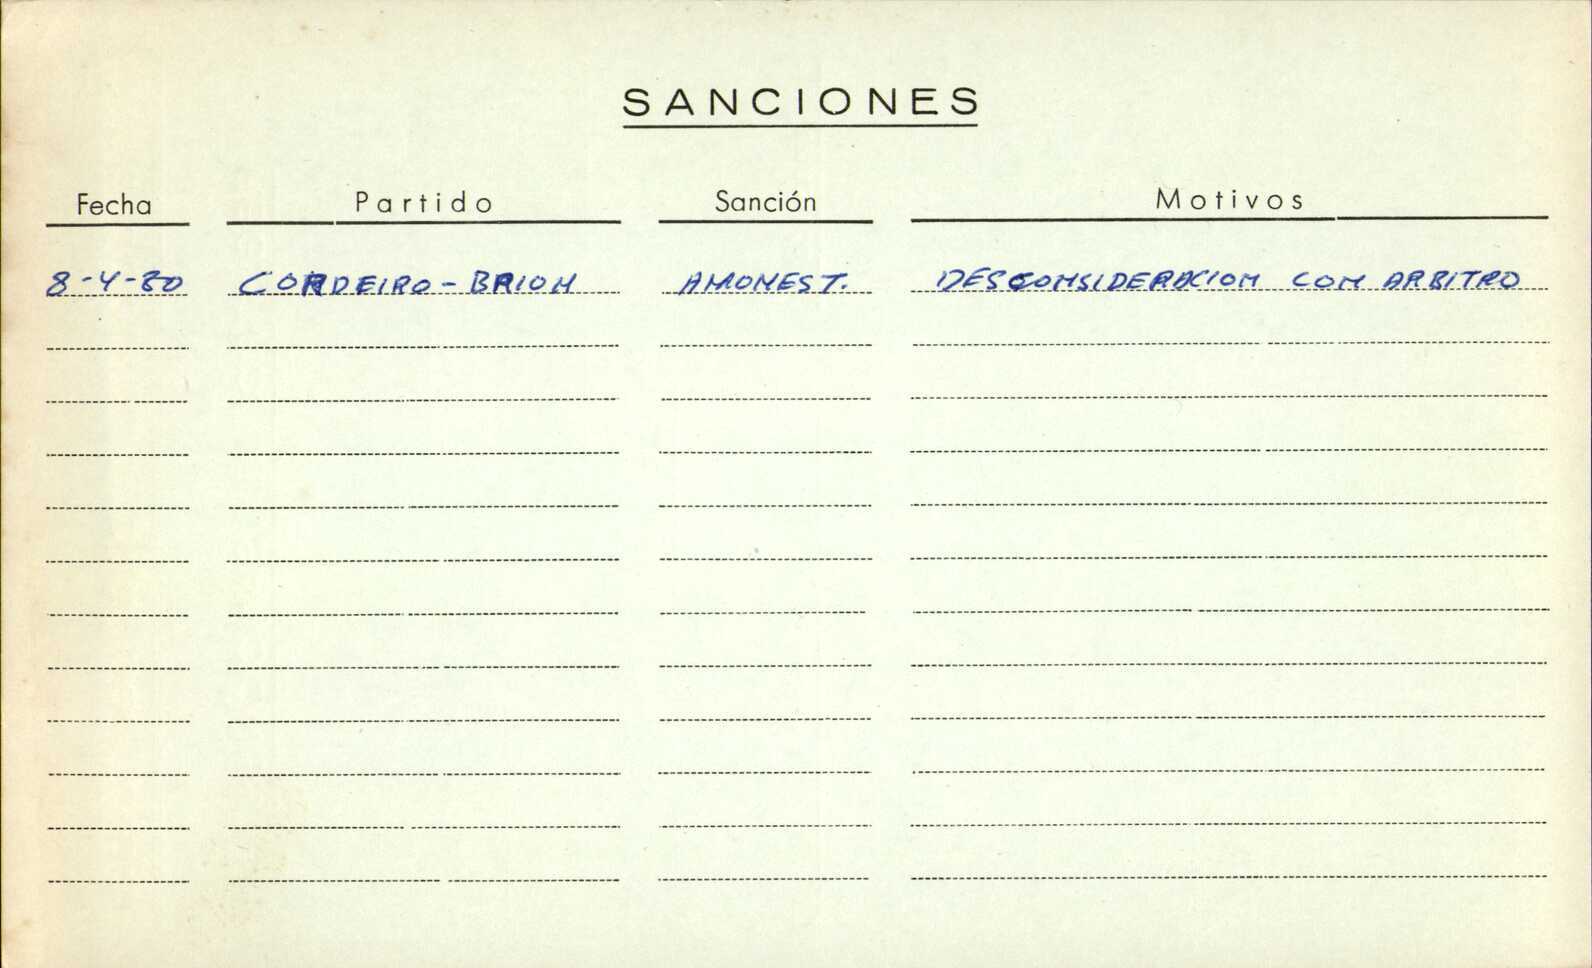 SANCIONES
Fecha Partido Sanción Motivos
8-4-80 CORDEIRO-BRION AMONEST. DESCONSIDERACION CON ARBITRO